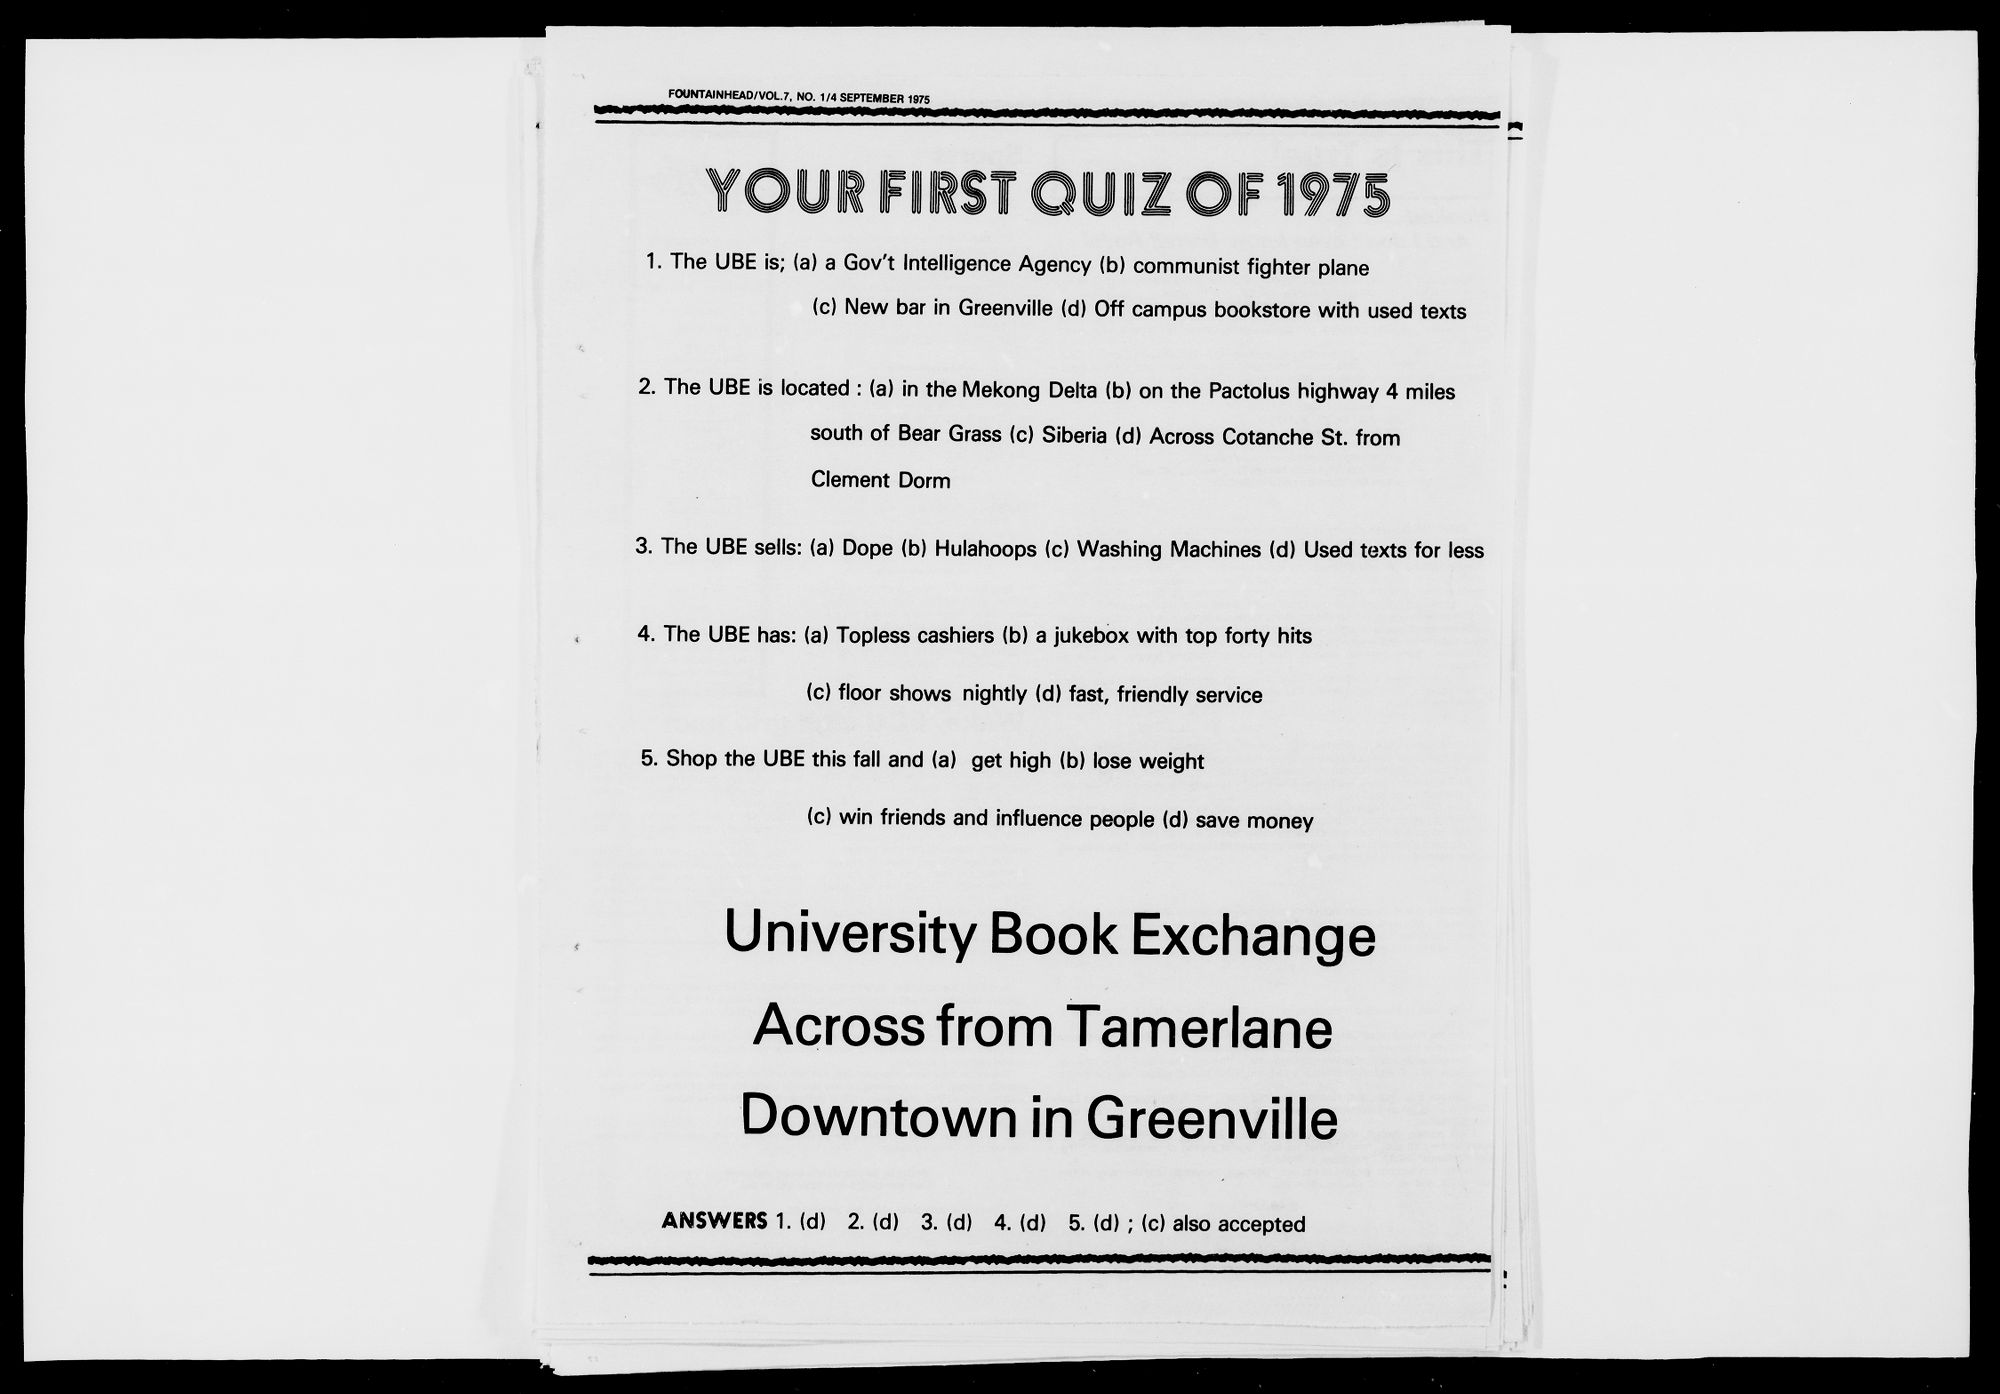 FOUNTAINHEAD/VOL.7, NO. 1/4 SEPTEMBER 1975
YOUR FIRST QUIZ OF 1975
1. The UBE is; (a) a Gov't Intelligence Agency (b) communist fighter plane
(c) New bar in Greenville (d) Off campus bookstore with used texts
2. The UBE is located : (a) in the Mekong Delta (b) on the Pactolus highway 4 miles
south of Bear Grass (c) Siberia (d) Across Cotanche St. from
Clement Dorm
3. The UBE sells: (a) Dope (b) Hulahoops (c) Washing Machines (d) Used texts for less
4. The UBE has: (a) Topless cashiers (b) a jukebox with top forty hits
(c) floor shows nightly (d) fast, friendly service
5. Shop the UBE this fall and (a) get high (b) lose weight
(c) win friends and influence people (d) save money
University Book Exchange
Across from Tamerlane
Downtown in Greenville
ANSWERS 1. (d) 2. (d) 3. (d) 4. (d) 5. (d) ; (c) also accepted